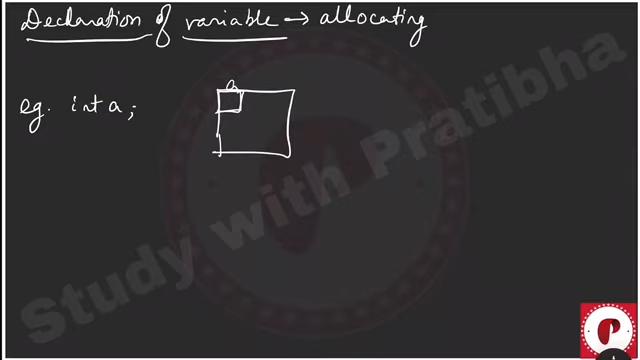 Declaration of variable → allocating
a
eg. int a;
Study with Pratibha